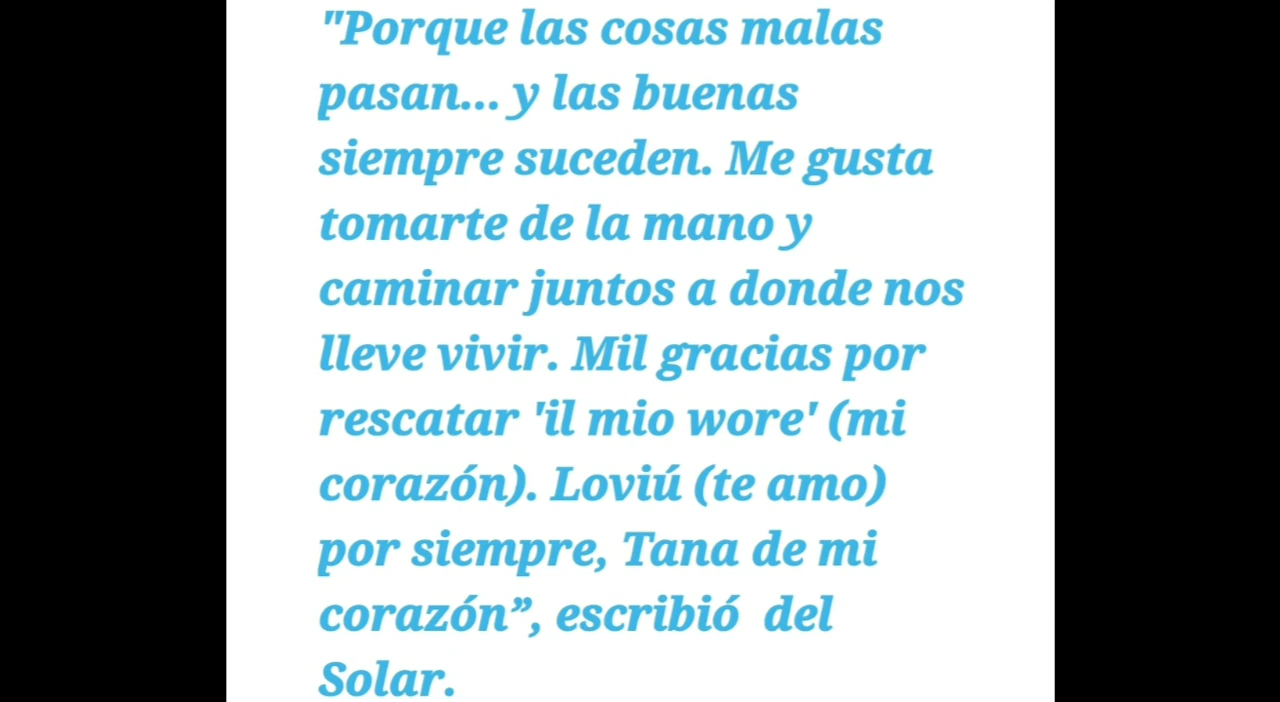 "Porque las cosas malas
pasan... y las buenas
siempre suceden. Me gusta
tomarte de la mano y
caminar juntos a donde nos
lleve vivir. Mil gracias por
rescatar 'il mio wore' (mi
corazón). Loviú (te amo)
por siempre, Tana de mi
corazón”, escribió  del
Solar.